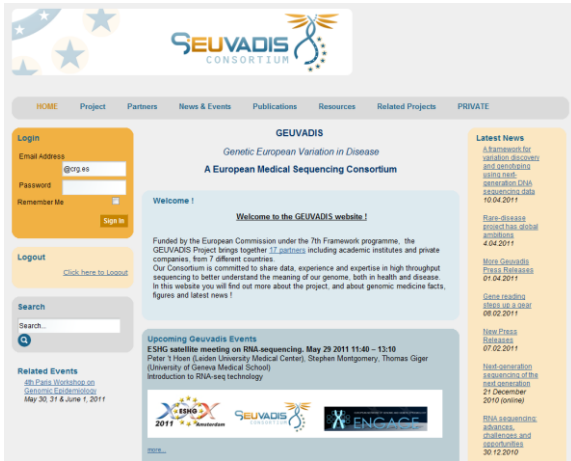 GEUVADIS
CONSORTIUM
HOME Project Partners News & Events Publications Resources Related Projects PRIVATE
Login
Email Address
@crg.es
Password
Remember Me
Sign In
Logout
Click here to Logout
Search
Search...
Related Events
4th Paris Workshop on
Genomic Epidemiology
May 30, 31 & June 1, 2011
GEUVADIS
Genetic European Variation in Disease
A European Medical Sequencing Consortium
Welcome !
Welcome to the GEUVADIS website !
Funded by the European Commission under the 7th Framework programme, the
GEUVADIS Project brings together 17 partners including academic institutes and private
companies, from 7 different countries.
Our Consortium is committed to share data, experience and expertise in high throughput
sequencing to better understand the meaning of our genome, both in health and disease.
In this website you will find out more about the project, and about genomic medicine facts,
figures and latest news !
Upcoming Geuvadis Events
ESHG satellite meeting on RNA-sequencing. May 29 2011 11:40 – 13:10
Peter 't Hoen (Leiden University Medical Center), Stephen Montgomery, Thomas Giger
(University of Geneva Medical School)
Introduction to RNA-seq technology
ESHG
2011 Amsterdam
GEUVADIS
CONSORTIUM
ENGAGE
more...
Latest News
A framework for
variation discovery
and genotyping
using next-
generation DNA
sequencing data
10.04.2011
Rare-disease
project has global
ambitions
4.04.2011
More Geuvadis
Press Releases
01.04.2011
Gene reading
steps up a gear
08.02.2011
New Press
Releases
07.02.2011
Next-generation
sequencing of the
next generation
21 December
2010 (online)
RNA sequencing:
advances,
challenges and
opportunities
30.12.2010